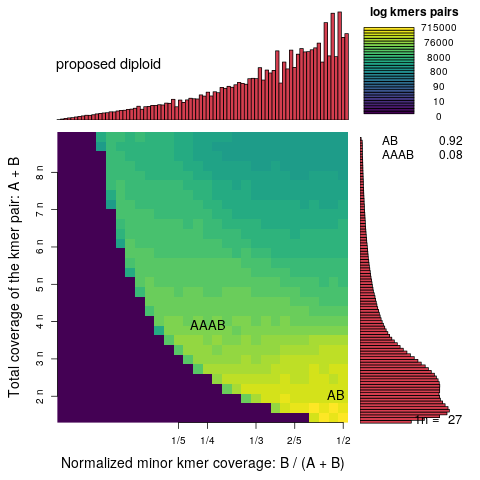 log kmers pairs
proposed diploid
715000
76000
8000
800
90
10
0
AB 0.92
AAAB 0.08
Total coverage of the kmer pair: A + B
8 n
7 n
6 n
5 n
4 n
3 n
2 n
AAAB
AB
1n = 27
1/5 1/4 1/3 2/5 1/2
Normalized minor kmer coverage: B / (A + B)